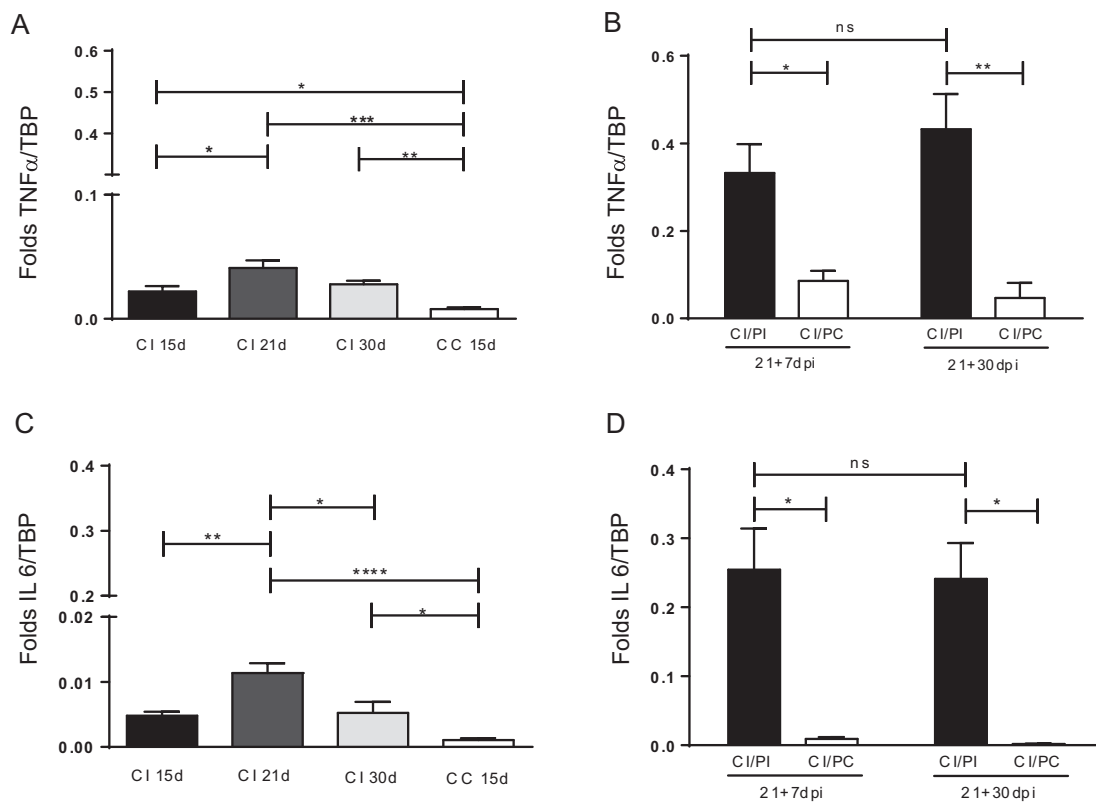 A
Folds TNFα/TBP
0.6
0.5
0.4
0.1
0.0
*
***
*
**
CI 15d CI 21d CI 30d CC 15d
B
Folds TNFα/TBP
0.6
0.4
0.2
0.0
ns
*
**
CI/PI CI/PC CI/PI CI/PC
21+7dpi 21+30dpi
C
Folds IL 6/TBP
0.4
0.3
0.2
0.02
0.01
0.00
*
**
****
*
CI 15d CI 21d CI 30d CC 15d
D
Folds IL 6/TBP
0.4
0.3
0.2
0.1
0.0
ns
*
*
CI/PI CI/PC CI/PI CI/PC
21+7dpi 21+30dpi